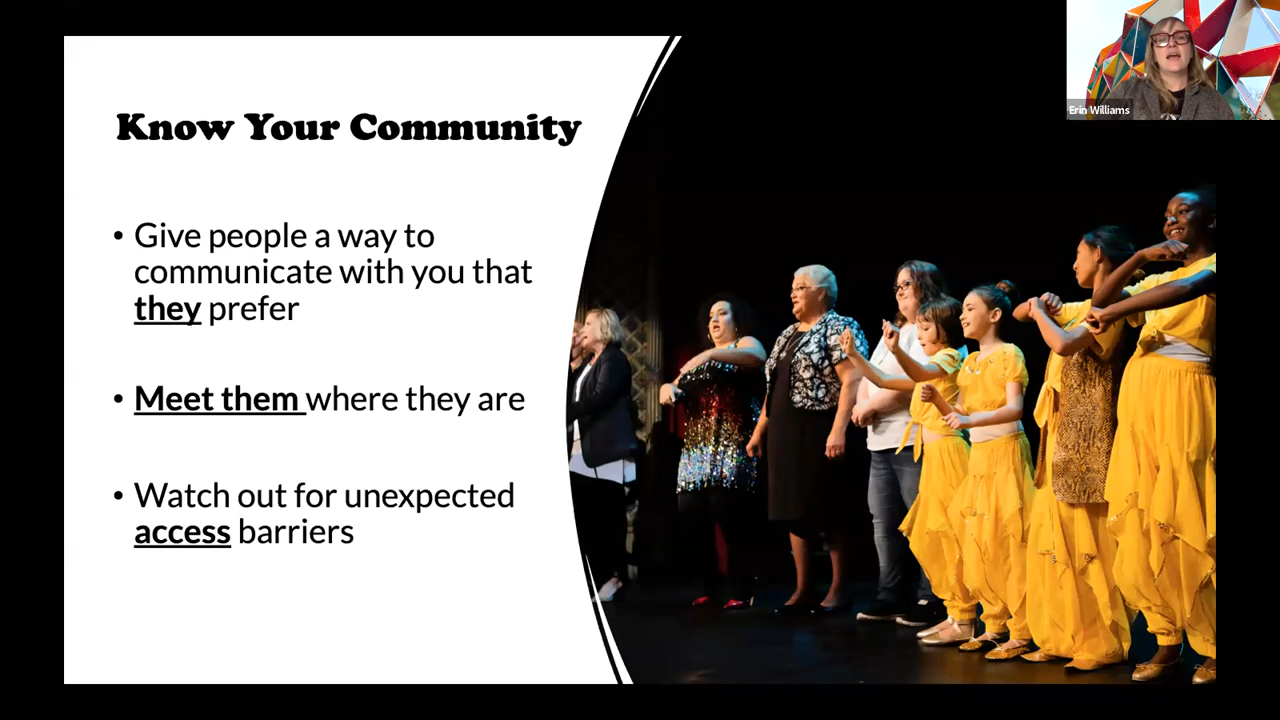 Know Your Community
• Give people a way to
communicate with you that
they prefer
• Meet them where they are
• Watch out for unexpected
access barriers
Erin Williams